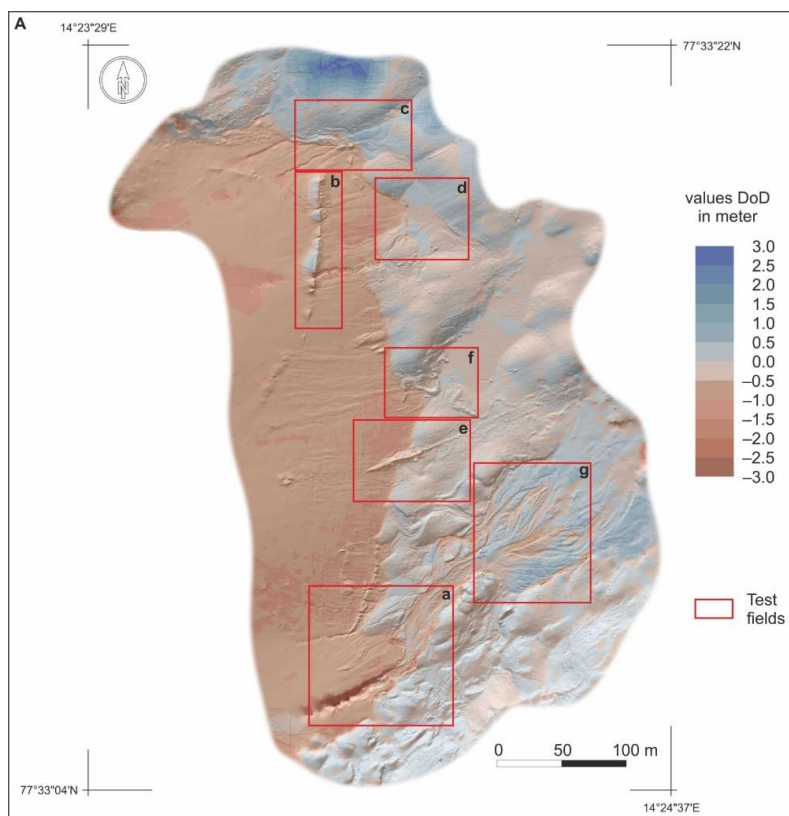 A
14°23"29'E
77°33"22'N
N
c
b
d
values DoD
in meter
3.0
2.5
2.0
1.5
1.0
0.5
0.0
–0.5
–1.0
–1.5
–2.0
–2.5
–3.0
f
e
g
a
Test
fields
0 50 100 m
77°33"04'N
14°24"37'E